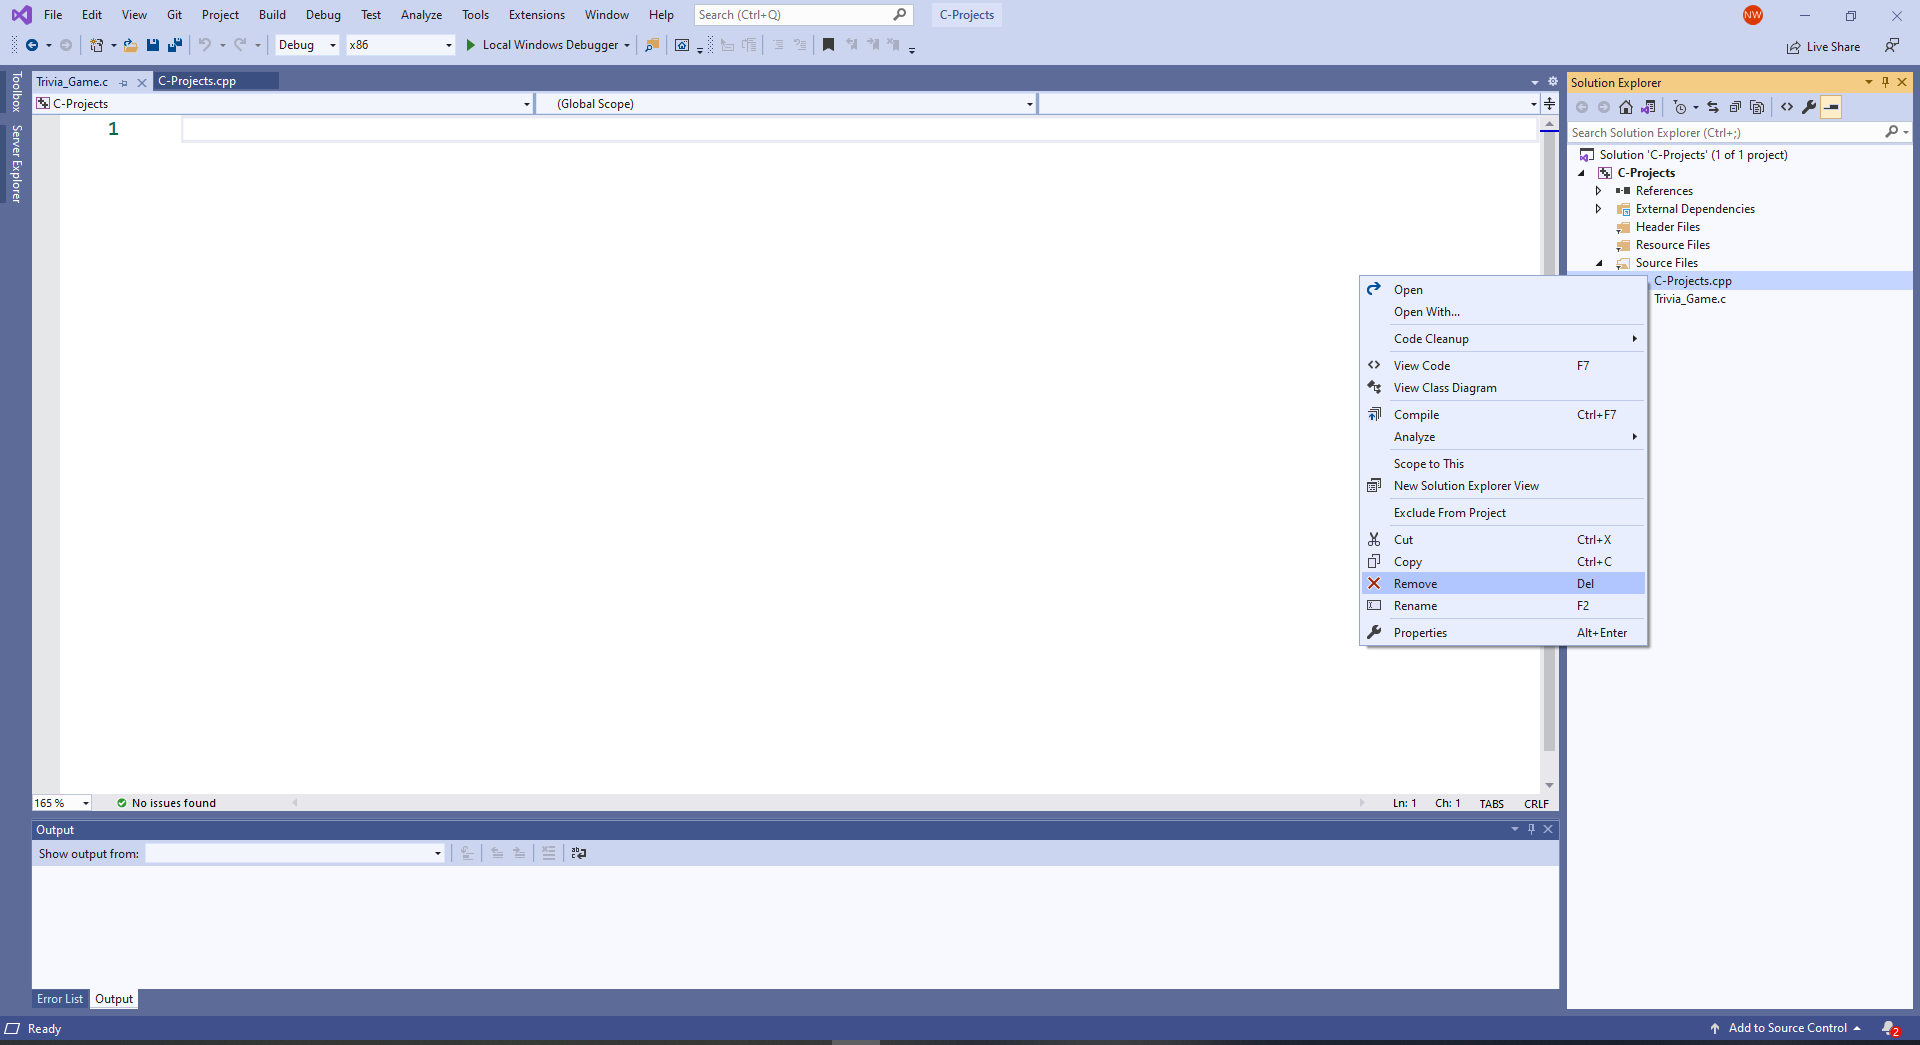 File Edit View Git Project Build Debug Test Analyze Tools Extensions Window Help Search (Ctrl+Q) C-Projects NW
Debug x86 Local Windows Debugger Live Share
Toolbox
Server Explorer
Trivia_Game.c C-Projects.cpp
C-Projects (Global Scope)
1
165 % No issues found Ln: 1 Ch: 1 TABS CRLF
Output
Show output from:
Error List Output
Solution Explorer
Search Solution Explorer (Ctrl+;)
Solution 'C-Projects' (1 of 1 project)
C-Projects
References
External Dependencies
Header Files
Resource Files
Source Files
C-Projects.cpp
Trivia_Game.c
Open
Open With...
Code Cleanup
View Code F7
View Class Diagram
Compile Ctrl+F7
Analyze
Scope to This
New Solution Explorer View
Exclude From Project
Cut Ctrl+X
Copy Ctrl+C
Remove Del
Rename F2
Properties Alt+Enter
Ready Add to Source Control 2